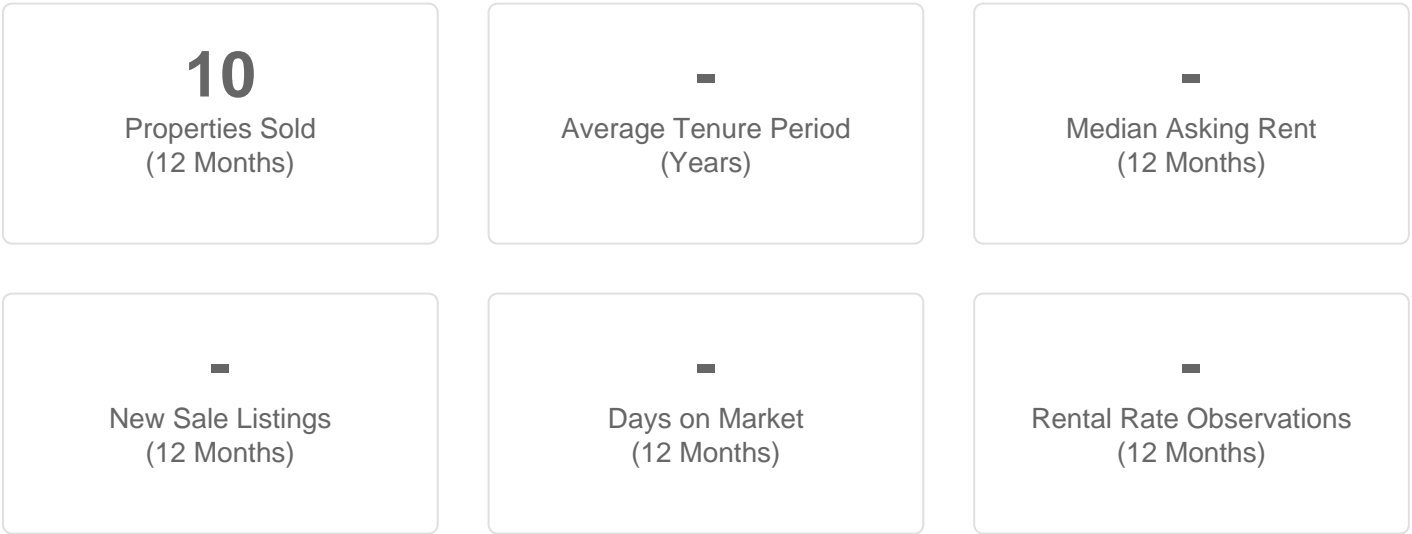 10
Properties Sold
(12 Months)
-
Average Tenure Period
(Years)
-
Median Asking Rent
(12 Months)
-
New Sale Listings
(12 Months)
-
Days on Market
(12 Months)
-
Rental Rate Observations
(12 Months)